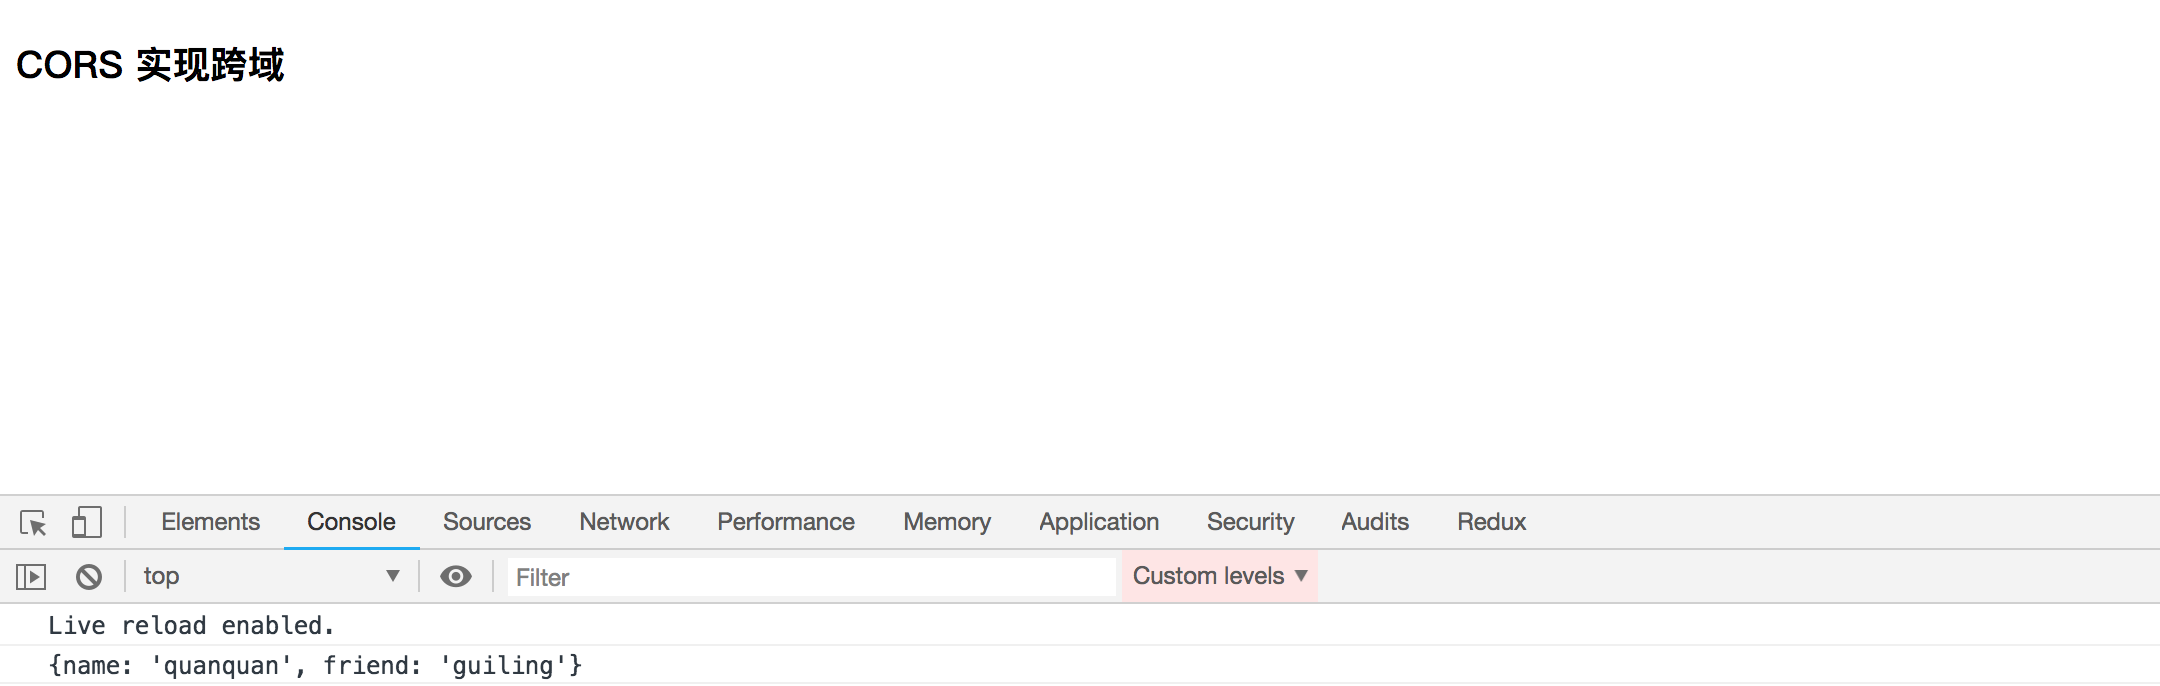 CORS 实现跨域
Elements Console Sources Network Performance Memory Application Security Audits Redux
top Filter Custom levels
Live reload enabled.
{name: 'quanquan', friend: 'guiling'}